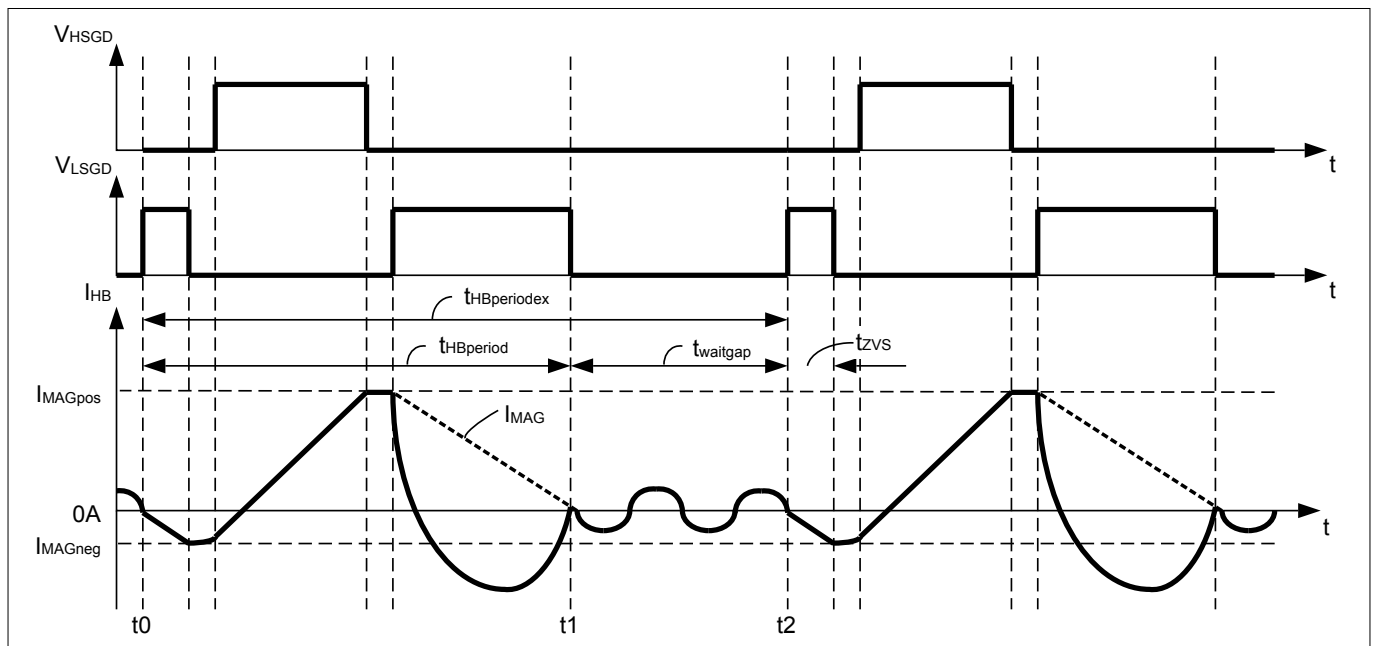 VHSGD
t
VLSGD
t
IHB
tHBperiodex
tHBperiod
twaitgap
tZVS
IMAGpos
IMAG
0A
t
IMAGneg
t0 t1 t2